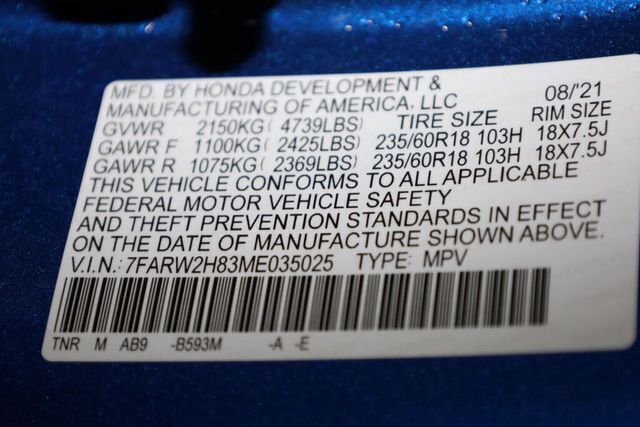 MFD. BY HONDA DEVELOPMENT & 08/'21
MANUFACTURING OF AMERICA, LLC
GVWR 2150KG ( 4739LBS) TIRE SIZE RIM SIZE
GAWR F 1100KG ( 2425LBS) 235/60R18 103H 18X7.5J
GAWR R 1075KG ( 2369LBS) 235/60R18 103H 18X7.5J
THIS VEHICLE CONFORMS TO ALL APPLICABLE
FEDERAL MOTOR VEHICLE SAFETY
AND THEFT PREVENTION STANDARDS IN EFFECT
ON THE DATE OF MANUFACTURE SHOWN ABOVE.
V.I.N.: 7FARW2H83ME035025 TYPE: MPV
TNR M AB9 -B593M -A -E